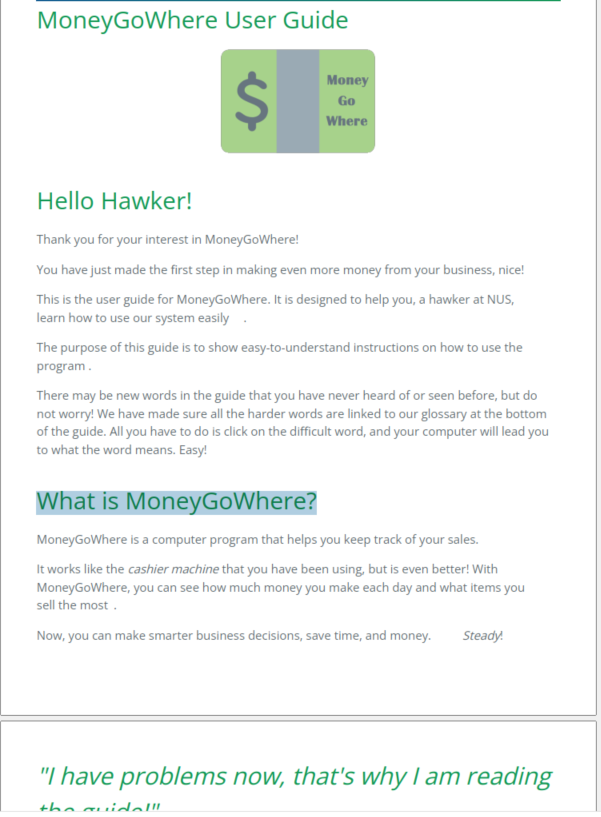 MoneyGoWhere User Guide
$ Money
Go
Where
Hello Hawker!
Thank you for your interest in MoneyGoWhere!
You have just made the first step in making even more money from your business, nice!
This is the user guide for MoneyGoWhere. It is designed to help you, a hawker at NUS,
learn how to use our system easily .
The purpose of this guide is to show easy-to-understand instructions on how to use the
program .
There may be new words in the guide that you have never heard of or seen before, but do
not worry! We have made sure all the harder words are linked to our glossary at the bottom
of the guide. All you have to do is click on the difficult word, and your computer will lead you
to what the word means. Easy!
What is MoneyGoWhere?
MoneyGoWhere is a computer program that helps you keep track of your sales.
It works like the cashier machine that you have been using, but is even better! With
MoneyGoWhere, you can see how much money you make each day and what items you
sell the most .
Now, you can make smarter business decisions, save time, and money. Steady!
"I have problems now, that's why I am reading
the guide!"